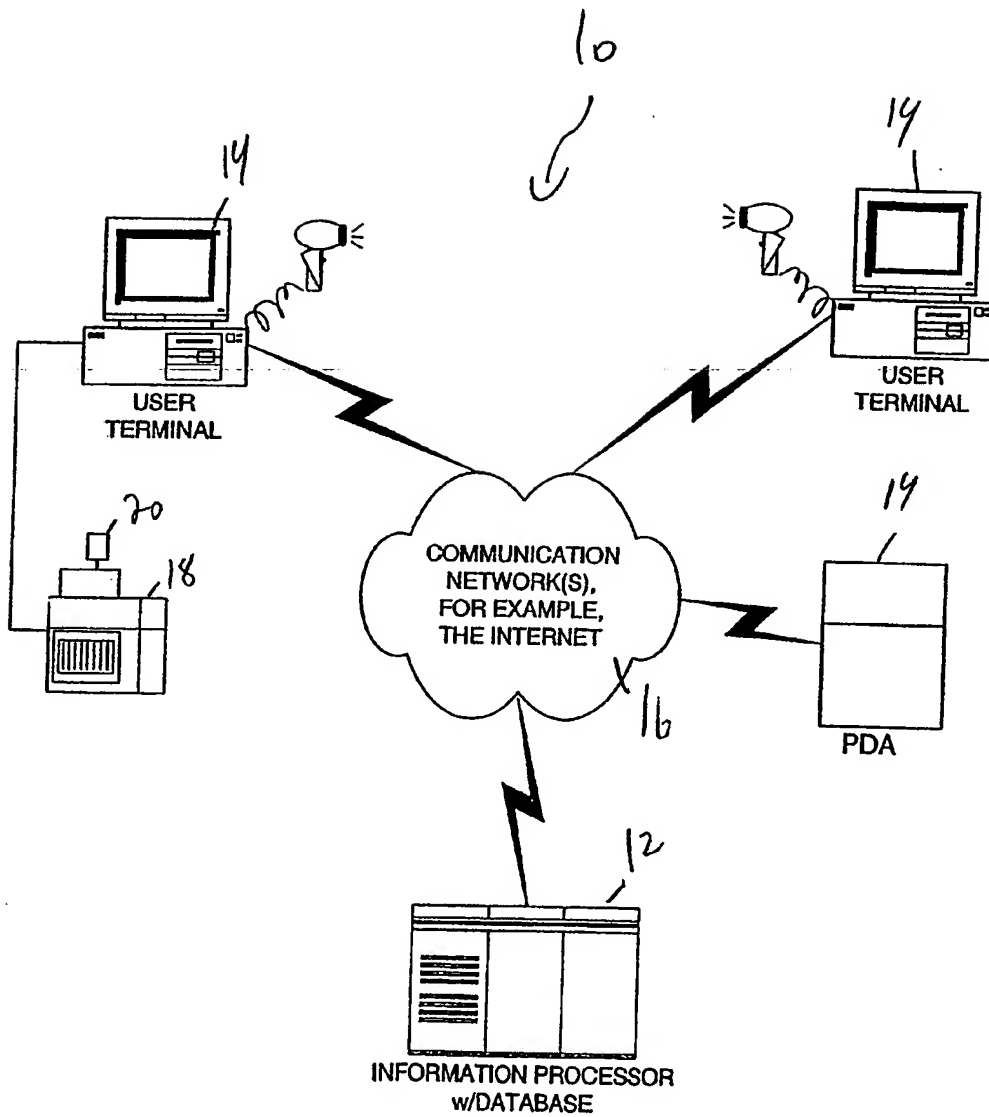 10
14
14
USER
TERMINAL
USER
TERMINAL
20
18
COMMUNICATION
NETWORK(S),
FOR EXAMPLE,
THE INTERNET
16
14
PDA
12
INFORMATION PROCESSOR
w/DATABASE